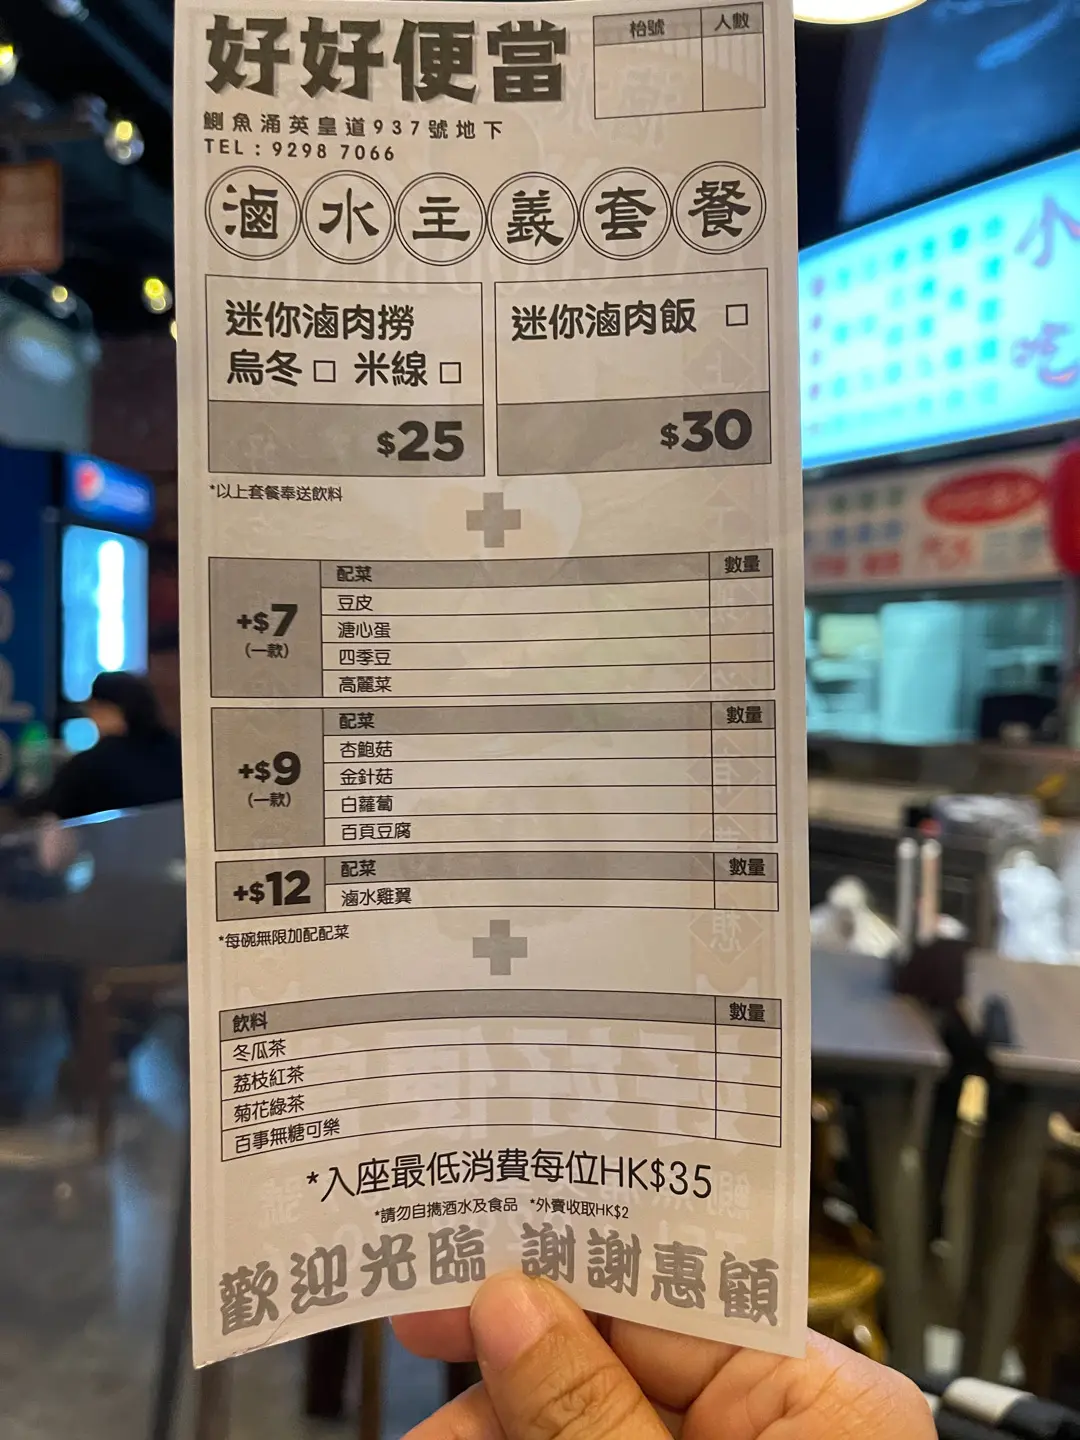 好好便當
枱號 人數
鰂魚涌英皇道937號地下
TEL : 9298 7066
滷水主義套餐
迷你滷肉撈
烏冬□ 米線□
$25
迷你滷肉飯 □
$30
*以上套餐奉送飲料
+$7
(一款)
配菜 數量
豆皮
溏心蛋
四季豆
高麗菜
+$9
(一款)
配菜 數量
杏鮑菇
金針菇
白蘿蔔
百頁豆腐
+$12
配菜 數量
滷水雞翼
*每碗無限加配配菜
飲料 數量
冬瓜茶
荔枝紅茶
菊花綠茶
百事無糖可樂
*入座最低消費每位HK$35
*請勿自攜酒水及食品 *外賣收取HK$2
歡迎光臨 謝謝惠顧
小吃